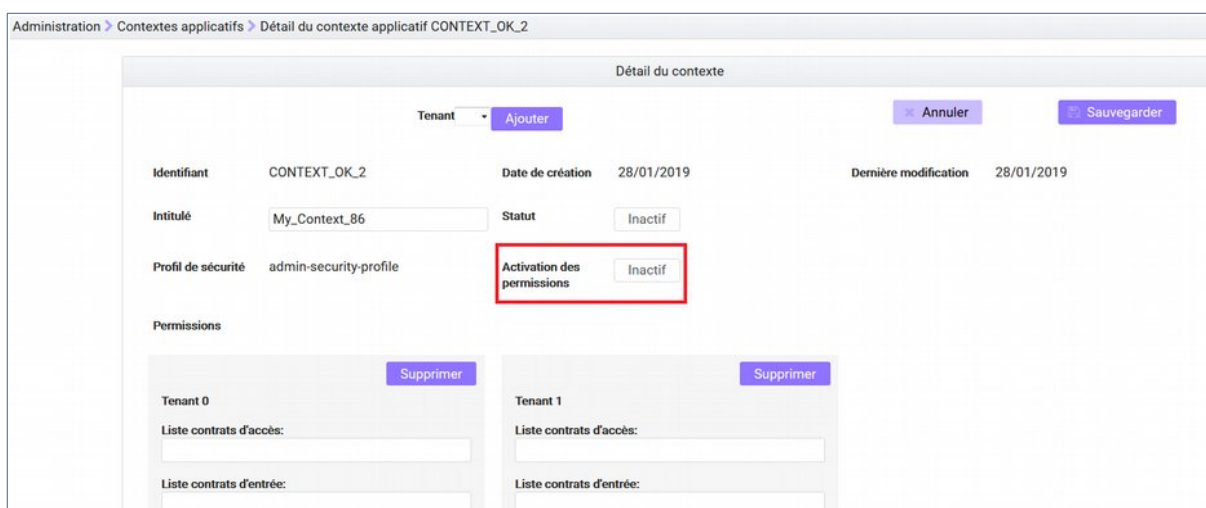 Administration > Contextes applicatifs > Détail du contexte applicatif CONTEXT_OK_2
Détail du contexte
Tenant Ajouter Annuler Sauvegarder
Identifiant CONTEXT_OK_2 Date de création 28/01/2019 Dernière modification 28/01/2019
Intitulé My_Context_86 Statut Inactif
Profil de sécurité admin-security-profile Activation des permissions Inactif
Permissions
Supprimer Supprimer
Tenant 0 Tenant 1
Liste contrats d'accès: Liste contrats d'accès:
Liste contrats d'entrée: Liste contrats d'entrée: